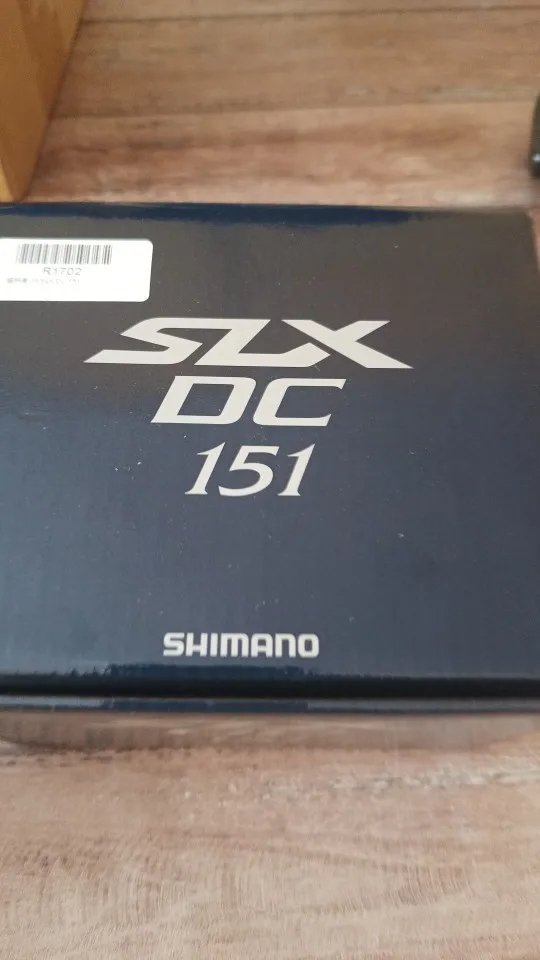 R1702
SLX
DC
151
SHIMANO